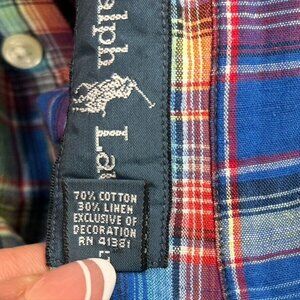 alph
La
70% COTTON
30% LINEN
EXCLUSIVE OF
DECORATION
RN 41381